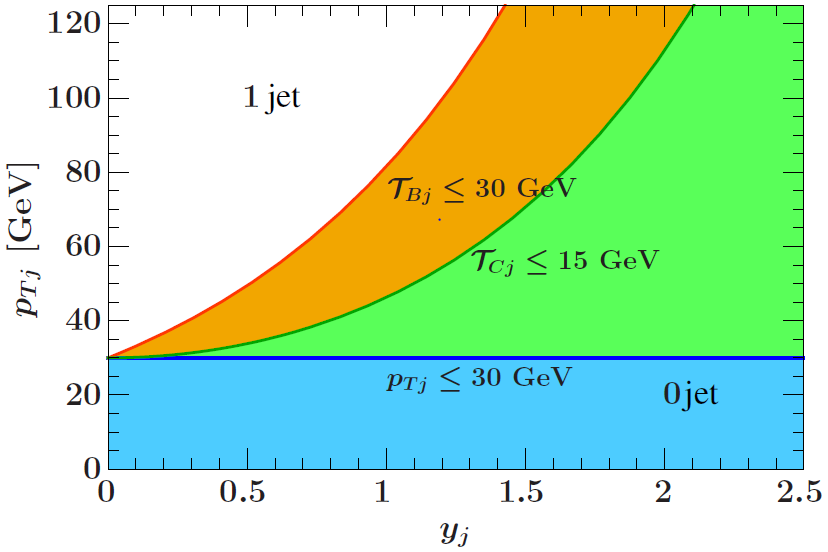 120
1 jet
100
80
𝒯_{Bj} ≤ 30 GeV
p_{Tj} [GeV]
60
𝒯_{Cj} ≤ 15 GeV
40
p_{Tj} ≤ 30 GeV
20
0 jet
0
0 0.5 1 1.5 2 2.5
y_j